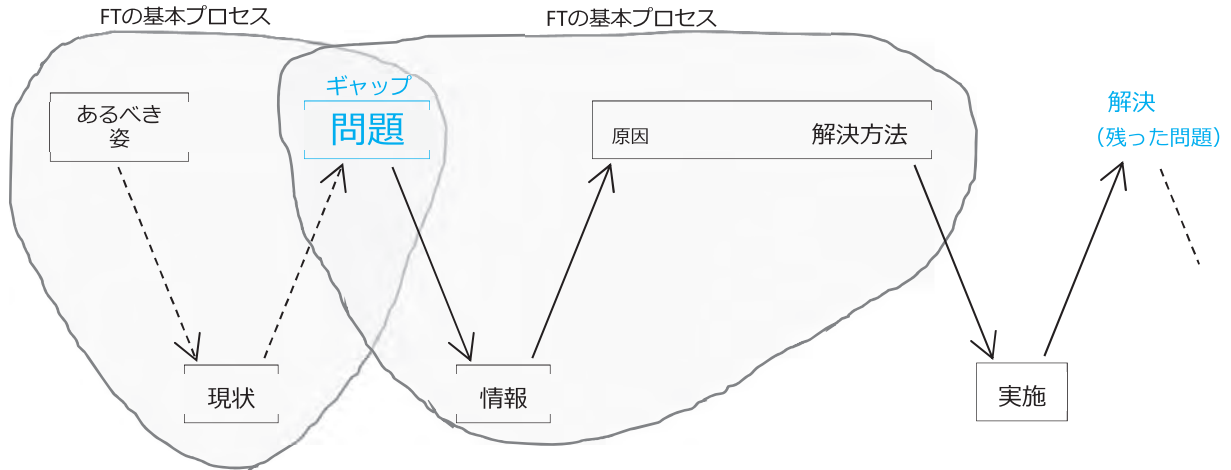 FTの基本プロセス
FTの基本プロセス
あるべき
姿
ギャップ
問題
原因
解決方法
解決
（残った問題）
現状
情報
実施